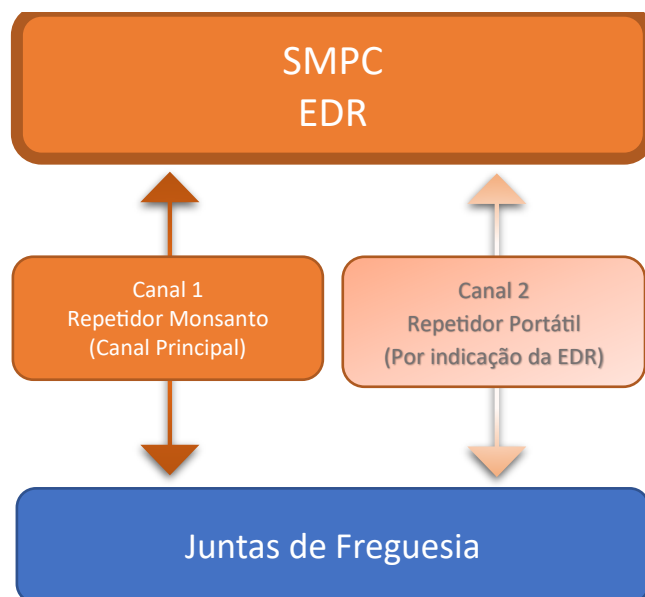 SMPC
EDR
Canal 1
Repetidor Monsanto
(Canal Principal)
Canal 2
Repetidor Portátil
(Por indicação da EDR)
Juntas de Freguesia